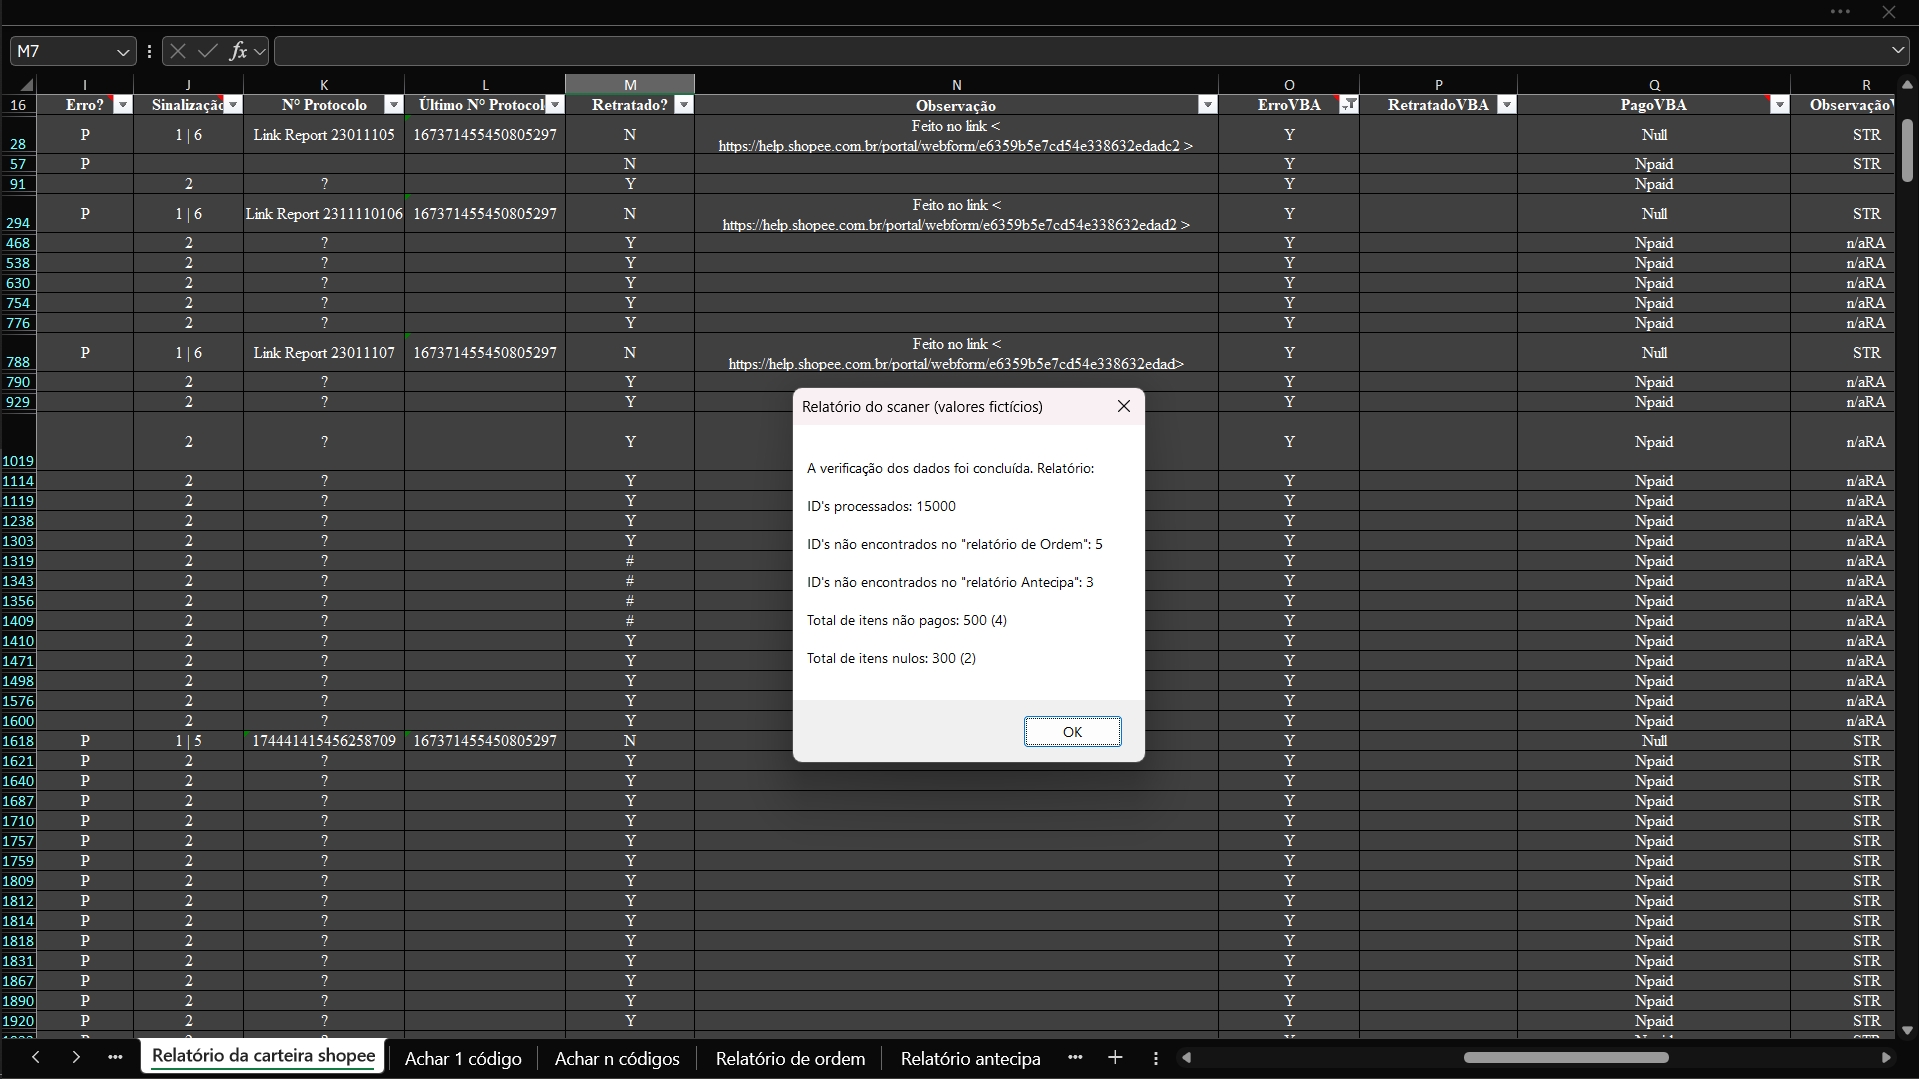 M7
fx
I J K L M N O P Q R
16 Erro? Sinalização Nº Protocolo Último Nº Protocol Retratado? Observação ErroVBA RetratadoVBA PagoVBA ObservaçãoV
28 P 1 | 6 Link Report 23011105 167371455450805297 N Feito no link < Y Null STR
https://help.shopee.com.br/portal/webform/e6359b5e7cd54e338632edadc2 >
57 P N Y Npaid STR
91 2 ? Y Y Npaid
294 P 1 | 6 Link Report 2311110106 167371455450805297 N Feito no link < Y Null STR
https://help.shopee.com.br/portal/webform/e6359b5e7cd54e338632edad2 >
468 2 ? Y Y Npaid n/aRA
538 2 ? Y Y Npaid n/aRA
630 2 ? Y Y Npaid n/aRA
754 2 ? Y Y Npaid n/aRA
776 2 ? Y Y Npaid n/aRA
788 P 1 | 6 Link Report 23011107 167371455450805297 N Feito no link < Y Null STR
https://help.shopee.com.br/portal/webform/e6359b5e7cd54e338632edad>
790 2 ? Y Y Npaid n/aRA
929 2 ? Y Y Npaid n/aRA
1019 2 ? Y Y Npaid n/aRA
1114 2 ? Y Y Npaid n/aRA
1119 2 ? Y Y Npaid n/aRA
1238 2 ? Y Y Npaid n/aRA
1303 2 ? Y Y Npaid n/aRA
1319 2 ? # Y Npaid n/aRA
1343 2 ? # Y Npaid n/aRA
1356 2 ? # Y Npaid n/aRA
1409 2 ? # Y Npaid n/aRA
1410 2 ? Y Y Npaid n/aRA
1471 2 ? Y Y Npaid n/aRA
1498 2 ? Y Y Npaid n/aRA
1576 2 ? Y Y Npaid n/aRA
1600 2 ? Y Y Npaid n/aRA
1618 P 1 | 5 174441415456258709 167371455450805297 N Y Null STR
1621 P 2 ? Y Y Npaid STR
1640 P 2 ? Y Y Npaid STR
1687 P 2 ? Y Y Npaid STR
1710 P 2 ? Y Y Npaid STR
1757 P 2 ? Y Y Npaid STR
1759 P 2 ? Y Y Npaid STR
1809 P 2 ? Y Y Npaid STR
1812 P 2 ? Y Y Npaid STR
1814 P 2 ? Y Y Npaid STR
1818 P 2 ? Y Y Npaid STR
1831 P 2 ? Y Y Npaid STR
1867 P 2 ? Y Y Npaid STR
1890 P 2 ? Y Y Npaid STR
1920 P 2 ? Y Y Npaid STR
Relatório do scaner (valores fictícios)
A verificação dos dados foi concluída. Relatório:
ID's processados: 15000
ID's não encontrados no "relatório de Ordem": 5
ID's não encontrados no "relatório Antecipa": 3
Total de itens não pagos: 500 (4)
Total de itens nulos: 300 (2)
OK
Relatório da carteira shopee Achar 1 código Achar n códigos Relatório de ordem Relatório antecipa